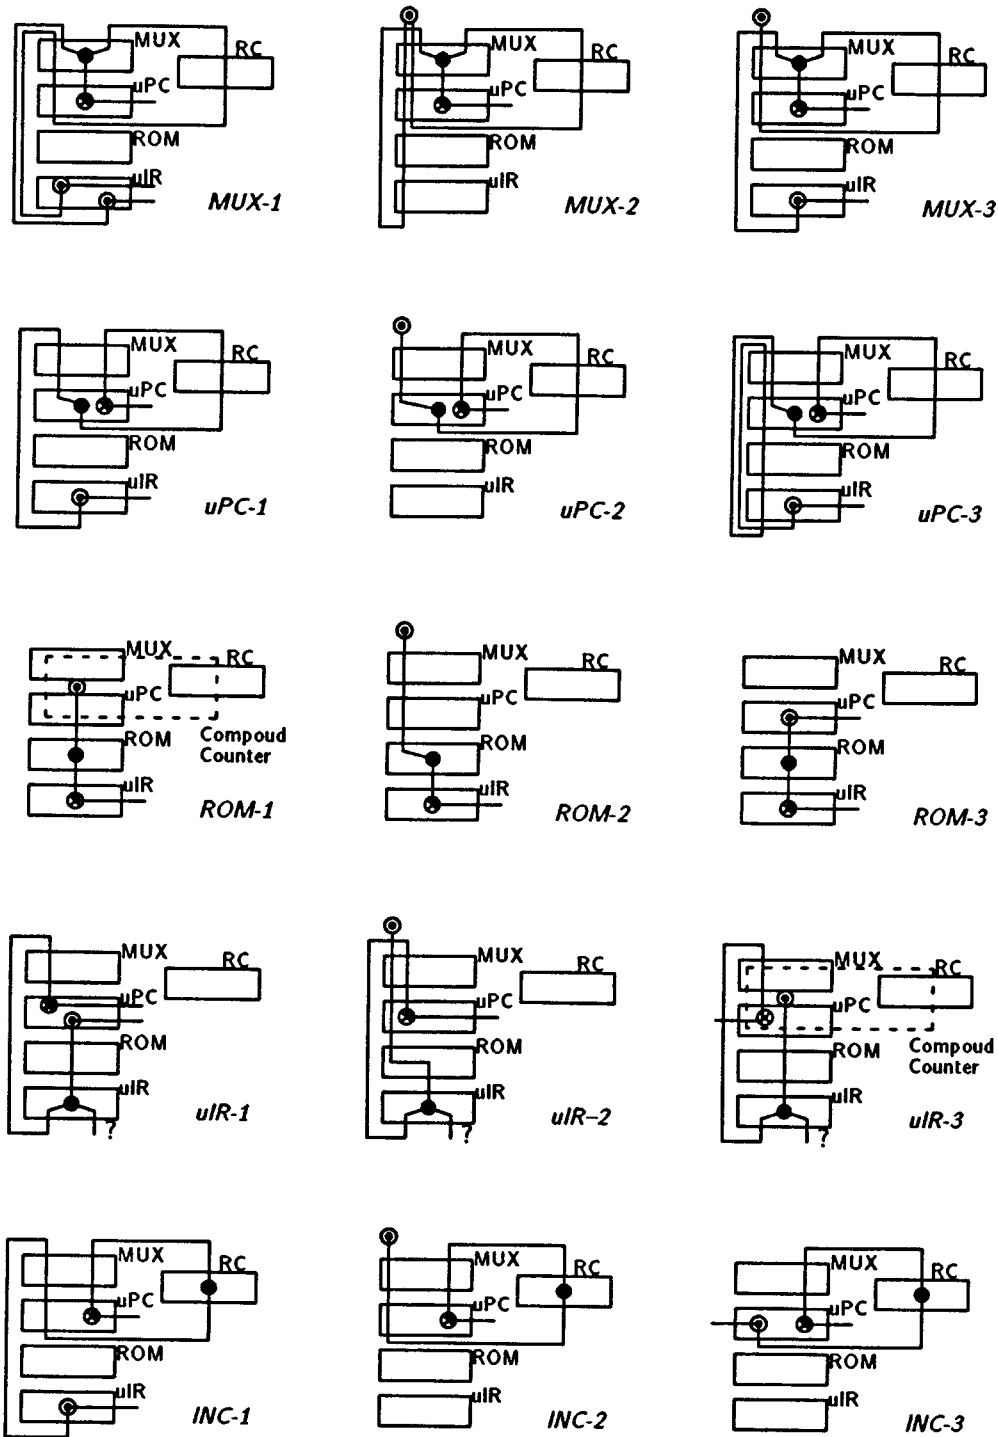 MUX RC
uPC
ROM
uIR
MUX-1
MUX RC
uPC
ROM
uIR
MUX-2
MUX RC
uPC
ROM
uIR
MUX-3
MUX RC
uPC
ROM
uIR
uPC-1
MUX RC
uPC
ROM
uIR
uPC-2
MUX RC
uPC
ROM
uIR
uPC-3
MUX RC
uPC
ROM Compoud
Counter
uIR
ROM-1
MUX RC
uPC
ROM
uIR
ROM-2
MUX RC
uPC
ROM
uIR
ROM-3
MUX RC
uPC
ROM
uIR
?
uIR-1
MUX RC
uPC
ROM
uIR
?
uIR-2
MUX RC
uPC
ROM Compoud
Counter
uIR
?
uIR-3
MUX RC
uPC
ROM
uIR
INC-1
MUX RC
uPC
ROM
uIR
INC-2
MUX RC
uPC
ROM
uIR
INC-3